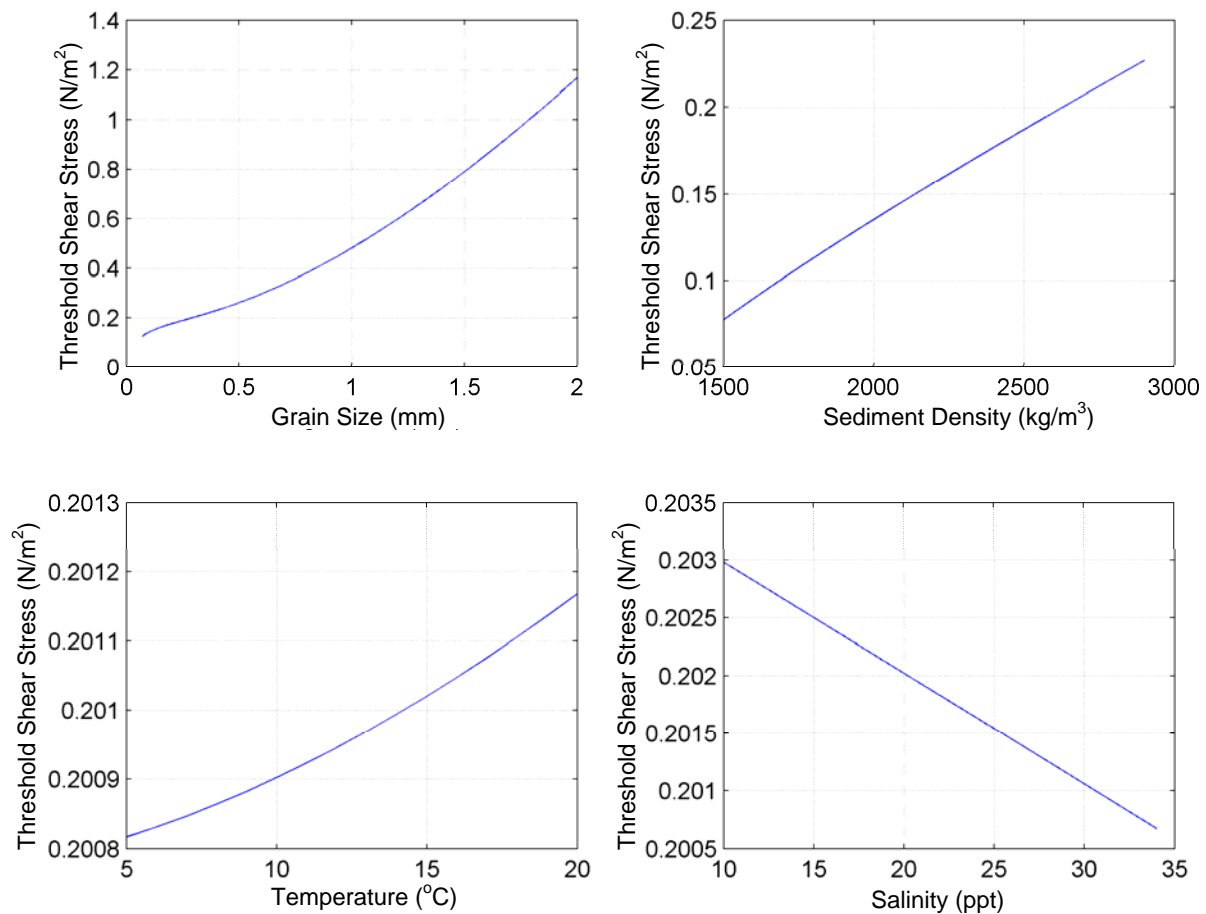 Threshold Shear Stress (N/m²)
1.4
1.2
1
0.8
0.6
0.4
0.2
0
0 0.5 1 1.5 2
Grain Size (mm)
Threshold Shear Stress (N/m²)
0.25
0.2
0.15
0.1
0.05
1500 2000 2500 3000
Sediment Density (kg/m³)
Threshold Shear Stress (N/m²)
0.2013
0.2012
0.2011
0.201
0.2009
0.2008
5 10 15 20
Temperature (°C)
Threshold Shear Stress (N/m²)
0.2035
0.203
0.2025
0.202
0.2015
0.201
0.2005
10 15 20 25 30 35
Salinity (ppt)